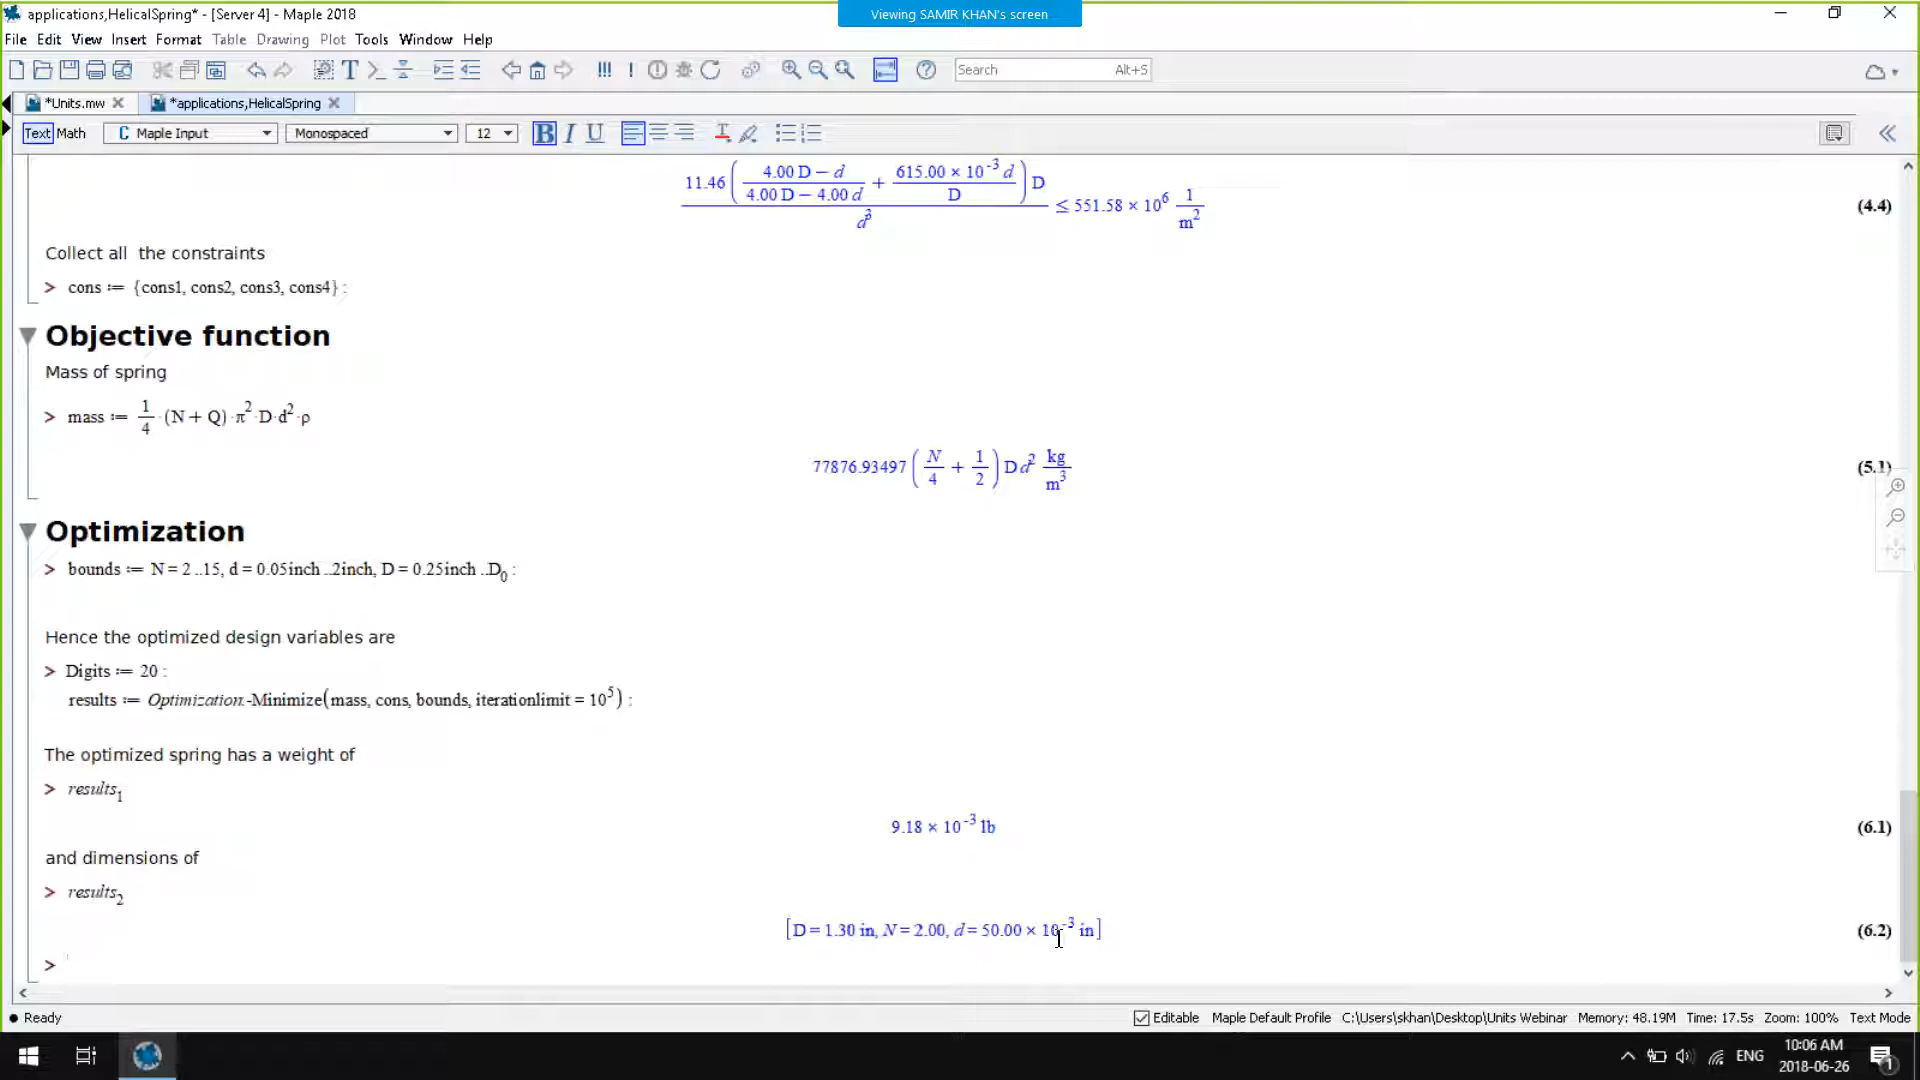 applications,HelicalSpring* - [Server 4] - Maple 2018
Viewing SAMIR KHAN's screen
File Edit View Insert Format Table Drawing Plot Tools Window Help
Search Alt+S
*Units.mw *applications,HelicalSpring
Text Math C Maple Input Monospaced 12 B I U
11.46 ( (4.00 D − d)/(4.00 D − 4.00 d) + (615.00 × 10^-3 d)/D ) D / d^3 ≤ 551.58 × 10^6 1/m^2 (4.4)
Collect all the constraints
> cons := {cons1, cons2, cons3, cons4} :
Objective function
Mass of spring
> mass := 1/4 · (N + Q) · π^2 · D · d^2 · ρ
77876.93497 ( N/4 + 1/2 ) D d^2 kg/m^3 (5.1)
Optimization
> bounds := N = 2 ..15, d = 0.05inch ..2inch, D = 0.25inch ..D_0 :
Hence the optimized design variables are
> Digits := 20 :
results := Optimization:-Minimize(mass, cons, bounds, iterationlimit = 10^5) :
The optimized spring has a weight of
> results_1
9.18 × 10^-3 lb (6.1)
and dimensions of
> results_2
[D = 1.30 in, N = 2.00, d = 50.00 × 10^-3 in] (6.2)
>
Ready Editable Maple Default Profile C:\Users\skhan\Desktop\Units Webinar Memory: 48.19M Time: 17.5s Zoom: 100% Text Mode
ENG 10:06 AM
2018-06-26
1